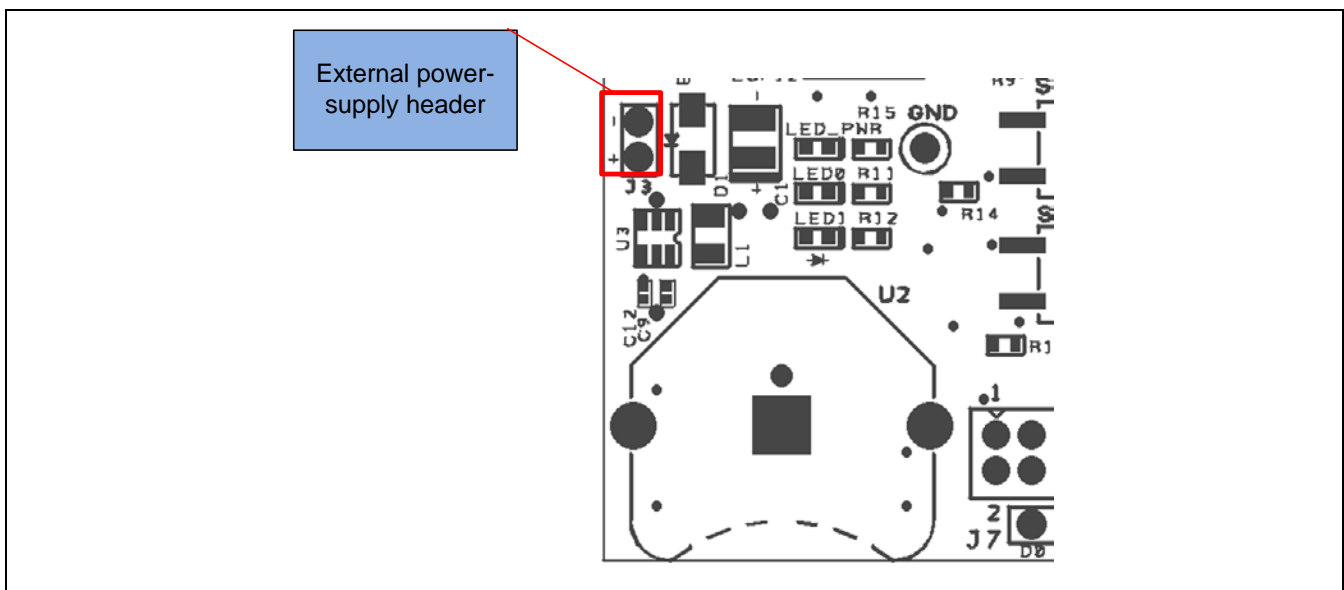 External power-
supply header
-
+
J3
D1
-
+
C1
LED_PWR
R15
GND
LED0
R11
LED1
R12
R14
U3
L1
C12
C9
U2
1
2
J7
D0